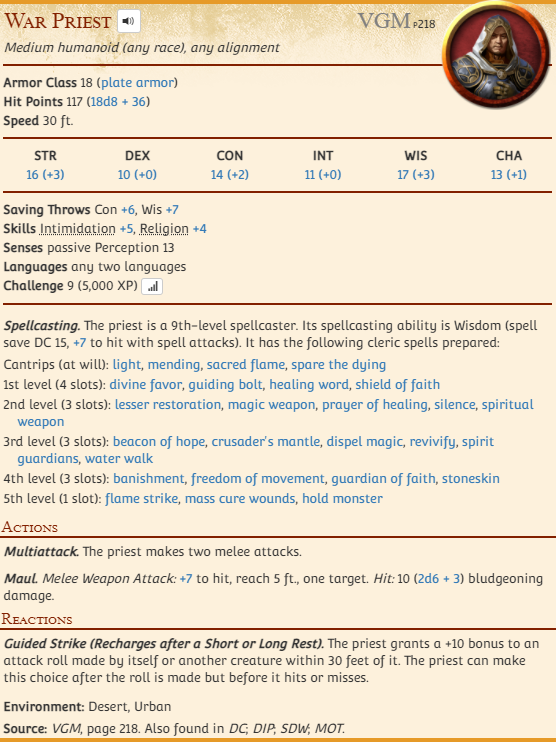 War Priest VGM P218
Medium humanoid (any race), any alignment
Armor Class 18 (plate armor)
Hit Points 117 (18d8 + 36)
Speed 30 ft.
STR DEX CON INT WIS CHA
16 (+3) 10 (+0) 14 (+2) 11 (+0) 17 (+3) 13 (+1)
Saving Throws Con +6, Wis +7
Skills Intimidation +5, Religion +4
Senses passive Perception 13
Languages any two languages
Challenge 9 (5,000 XP)
Spellcasting. The priest is a 9th-level spellcaster. Its spellcasting ability is Wisdom (spell
save DC 15, +7 to hit with spell attacks). It has the following cleric spells prepared:
Cantrips (at will): light, mending, sacred flame, spare the dying
1st level (4 slots): divine favor, guiding bolt, healing word, shield of faith
2nd level (3 slots): lesser restoration, magic weapon, prayer of healing, silence, spiritual
weapon
3rd level (3 slots): beacon of hope, crusader's mantle, dispel magic, revivify, spirit
guardians, water walk
4th level (3 slots): banishment, freedom of movement, guardian of faith, stoneskin
5th level (1 slot): flame strike, mass cure wounds, hold monster
Actions
Multiattack. The priest makes two melee attacks.
Maul. Melee Weapon Attack: +7 to hit, reach 5 ft., one target. Hit: 10 (2d6 + 3) bludgeoning
damage.
Reactions
Guided Strike (Recharges after a Short or Long Rest). The priest grants a +10 bonus to an
attack roll made by itself or another creature within 30 feet of it. The priest can make
this choice after the roll is made but before it hits or misses.
Environment: Desert, Urban
Source: VGM, page 218. Also found in DC; DIP; SDW; MOT.